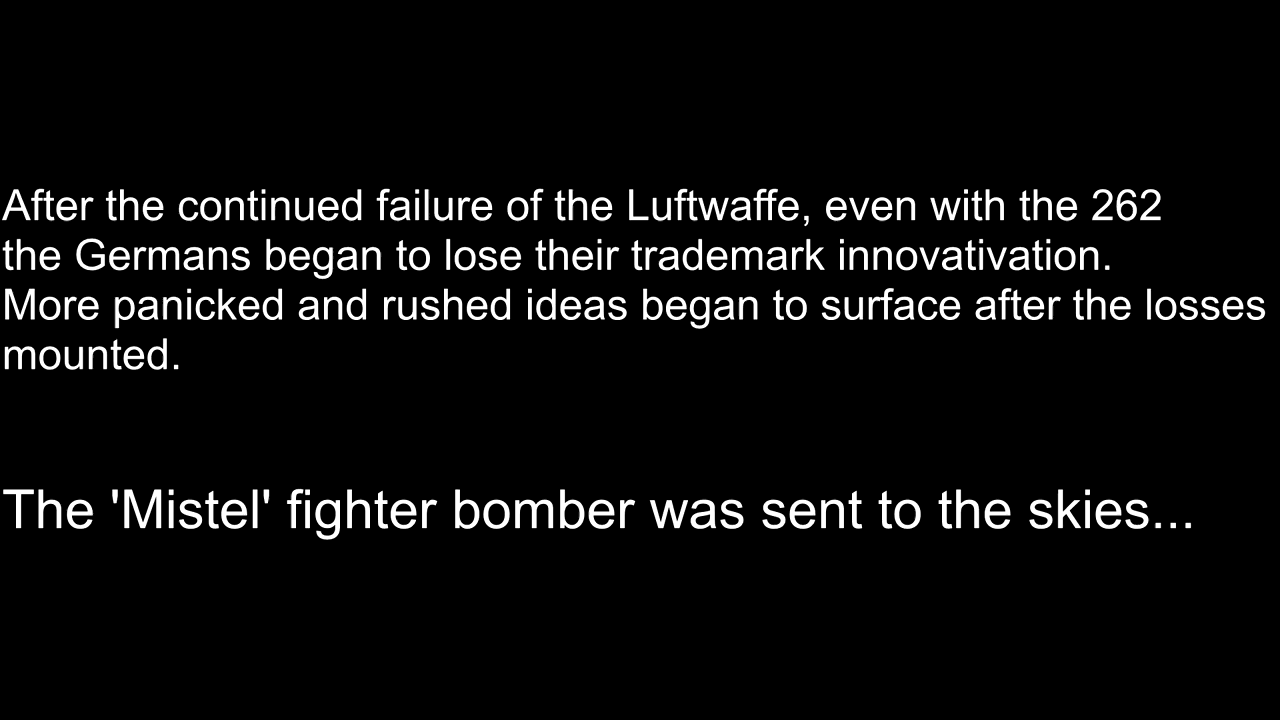 After the continued failure of the Luftwaffe, even with the 262
the Germans began to lose their trademark innovativation.
More panicked and rushed ideas began to surface after the losses
mounted.
The 'Mistel' fighter bomber was sent to the skies...